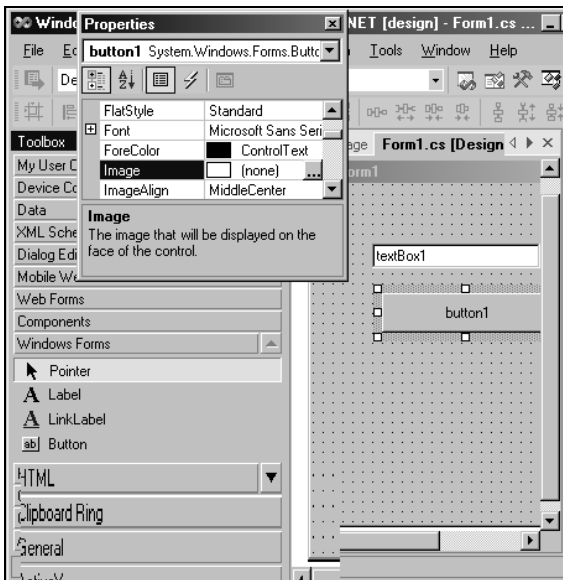 Windo
NET [design] - Form1.cs ...
Properties
File
Tools Window Help
button1 System.Windows.Forms.Butto
FlatStyle Standard
Font Microsoft Sans Seri
ForeColor ControlText
Image (none) ...
ImageAlign MiddleCenter
Image
The image that will be displayed on the
face of the control.
Form1.cs [Design
Toolbox
My User C
Device Co
Data
XML Sche
Dialog Edi
Mobile We
Web Forms
Components
Windows Forms
Pointer
A Label
A LinkLabel
ab Button
HTML
Clipboard Ring
General
textBox1
button1